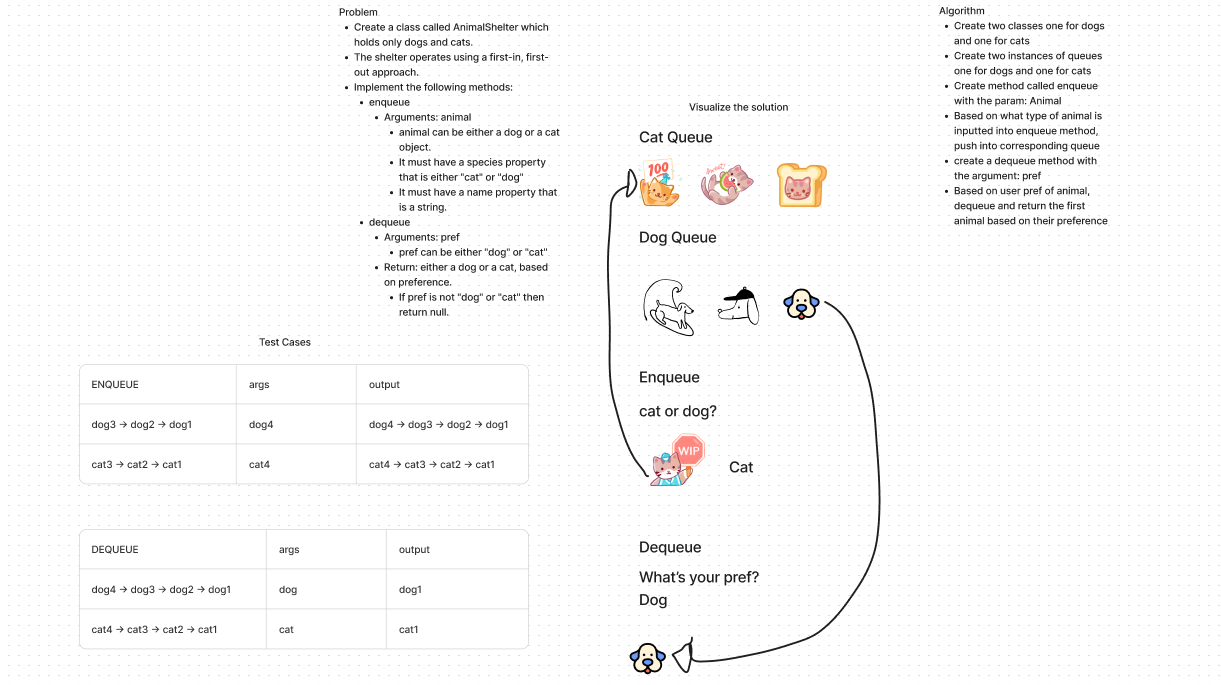 Problem
Create a class called AnimalShelter which
holds only dogs and cats.
The shelter operates using a first-in, first-
out approach.
Implement the following methods:
enqueue
Arguments: animal
animal can be either a dog or a cat
object.
It must have a species property
that is either "cat" or "dog"
It must have a name property that
is a string.
dequeue
Arguments: pref
pref can be either "dog" or "cat"
Return: either a dog or a cat, based
on preference.
If pref is not "dog" or "cat" then
return null.
Test Cases
ENQUEUE args output
dog3 → dog2 → dog1 dog4 dog4 → dog3 → dog2 → dog1
cat3 → cat2 → cat1 cat4 cat4 → cat3 → cat2 → cat1
DEQUEUE args output
dog4 → dog3 → dog2 → dog1 dog dog1
cat4 → cat3 → cat2 → cat1 cat cat1
Visualize the solution
Cat Queue
100
Sweet!
Dog Queue
Enqueue
cat or dog?
WIP
Cat
Dequeue
What's your pref?
Dog
Algorithm
Create two classes one for dogs
and one for cats
Create two instances of queues
one for dogs and one for cats
Create method called enqueue
with the param: Animal
Based on what type of animal is
inputted into enqueue method,
push into corresponding queue
create a dequeue method with
the argument: pref
Based on user pref of animal,
dequeue and return the first
animal based on their preference